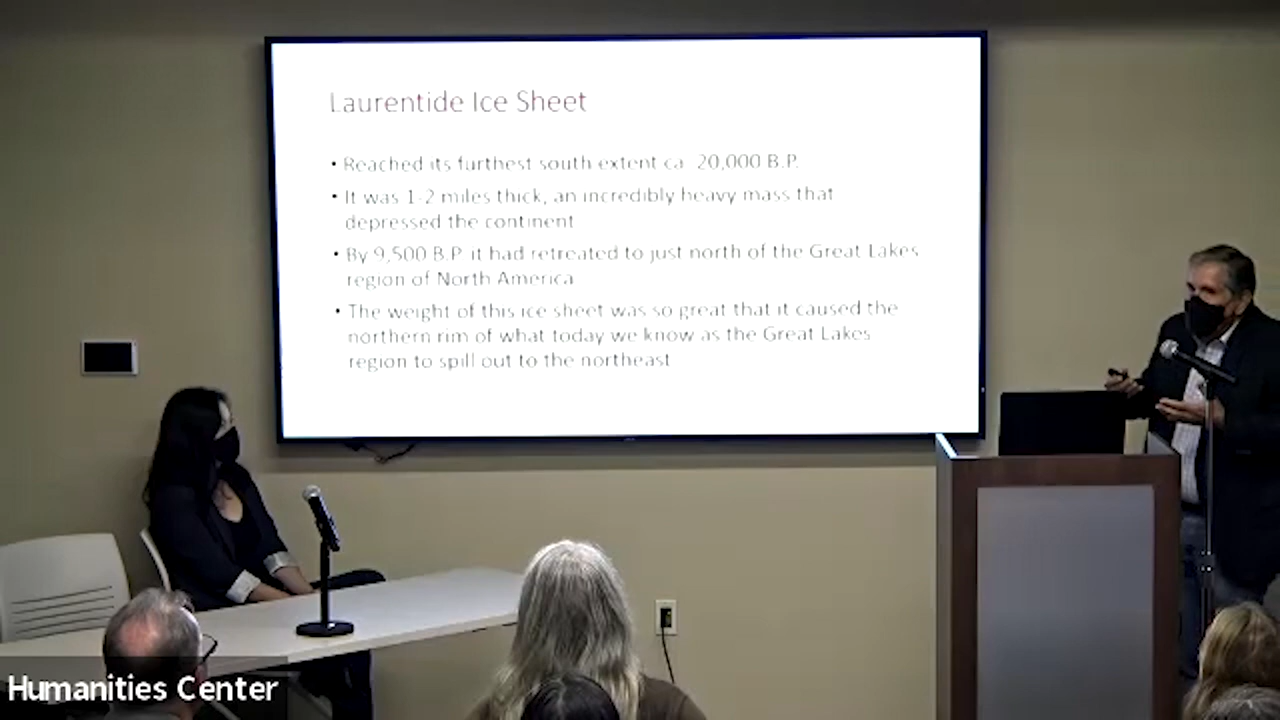 Laurentide Ice Sheet
• Reached its furthest south extent ca. 20,000 B.P.
• It was 1-2 miles thick, an incredibly heavy mass that
depressed the continent
• By 9,500 B.P. it had retreated to just north of the Great Lakes
region of North America
• The weight of this ice sheet was so great that it caused the
northern rim of what today we know as the Great Lakes
region to spill out to the northeast
Humanities Center